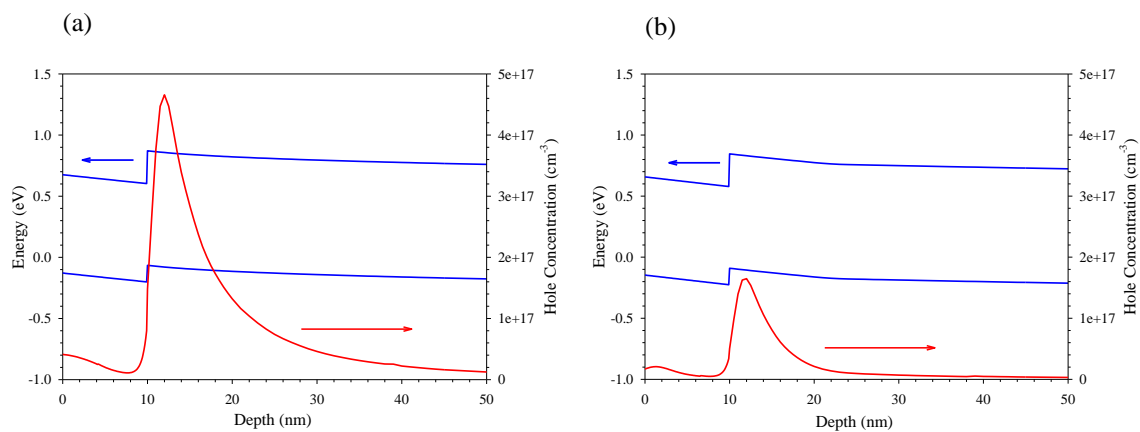 (a)
1.5
1.0
0.5
0.0
-0.5
-1.0
Energy (eV)
5e+17
4e+17
3e+17
2e+17
1e+17
0
Hole Concentration (cm-3)
0 10 20 30 40 50
Depth (nm)
(b)
1.5
1.0
0.5
0.0
-0.5
-1.0
Energy (eV)
5e+17
4e+17
3e+17
2e+17
1e+17
0
Hole Concentration (cm-3)
0 10 20 30 40 50
Depth (nm)